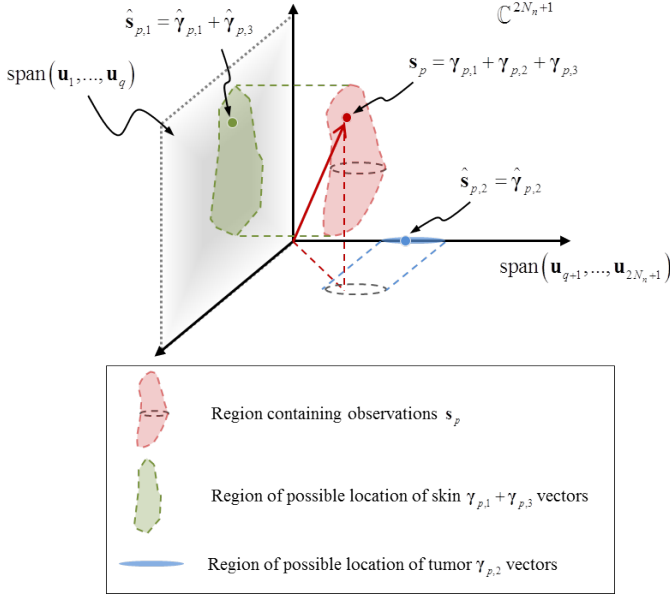 ℂ^{2N_n+1}
ŝ_{p,1} = γ̂_{p,1} + γ̂_{p,3}
span(u_1,...,u_q)
s_p = γ_{p,1} + γ_{p,2} + γ_{p,3}
ŝ_{p,2} = γ̂_{p,2}
span(u_{q+1},...,u_{2N_n+1})
Region containing observations s_p
Region of possible location of skin γ_{p,1} + γ_{p,3} vectors
Region of possible location of tumor γ_{p,2} vectors